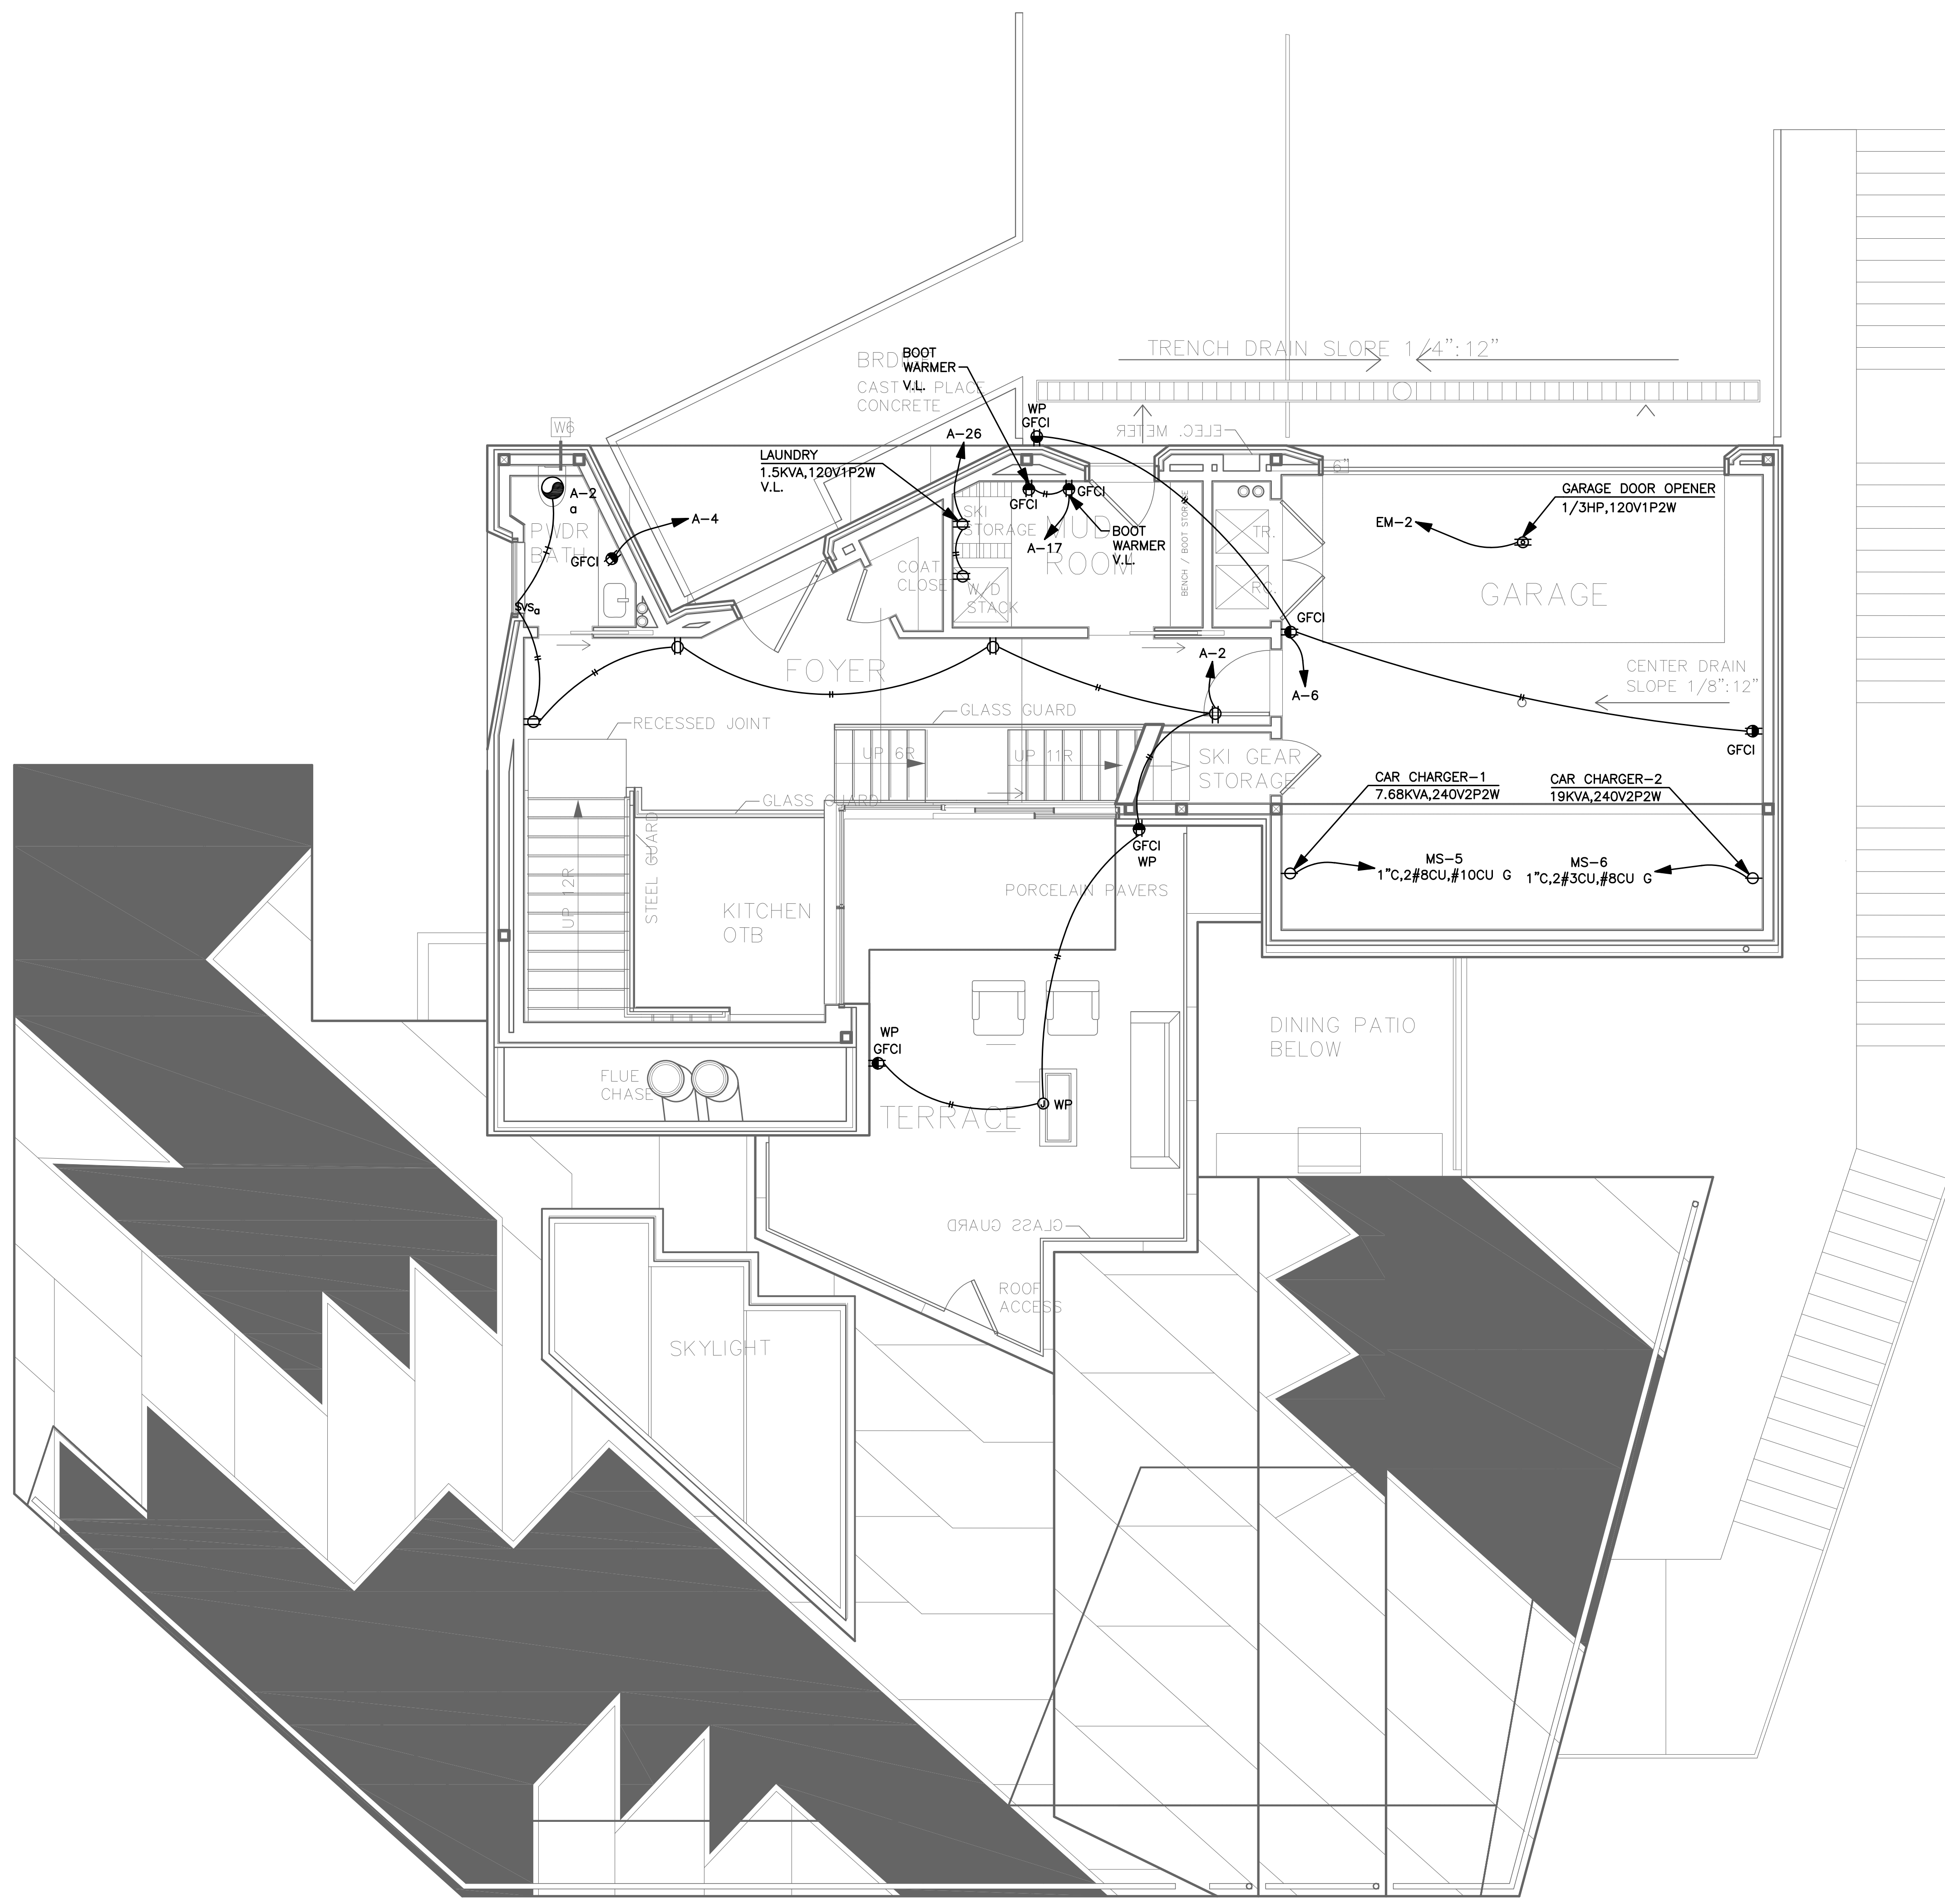 TRENCH DRAIN SLOPE 1/4":12"
BOOT
WARMER
V.L.
CAST IN PLACE
CONCRETE
WP
GFCI
ELEC. METER
A-26
W6
LAUNDRY
1.5KVA,120V1P2W
V.L.
6"
A-2
a
PWDR
BATH
GFCI
A-4
SKI
STORAGE
GFCI
GFCI
MUD
ROOM
A-17
BOOT
WARMER
V.L.
BENCH / BOOT STORAGE
TR.
GARAGE DOOR OPENER
1/3HP,120V1P2W
EM-2
GARAGE
COAT
W/D
STACK
GFCI
A-6
FOYER
A-2
CENTER DRAIN
SLOPE 1/8":12"
GLASS GUARD
RECESSED JOINT
UP 6R
UP 11R
SKI GEAR
STORAGE
GFCI
CAR CHARGER-1
7.68KVA,240V2P2W
CAR CHARGER-2
19KVA,240V2P2W
GLASS GUARD
STEEL GUARD
UP 12R
GFCI
WP
MS-5
1"C,2#8CU,#10CU G
MS-6
1"C,2#3CU,#8CU G
PORCELAIN PAVERS
KITCHEN
OTB
DINING PATIO
BELOW
WP
GFCI
FLUE
CHASE
J WP
TERRACE
GLASS GUARD
ROOF
ACCESS
SKYLIGHT